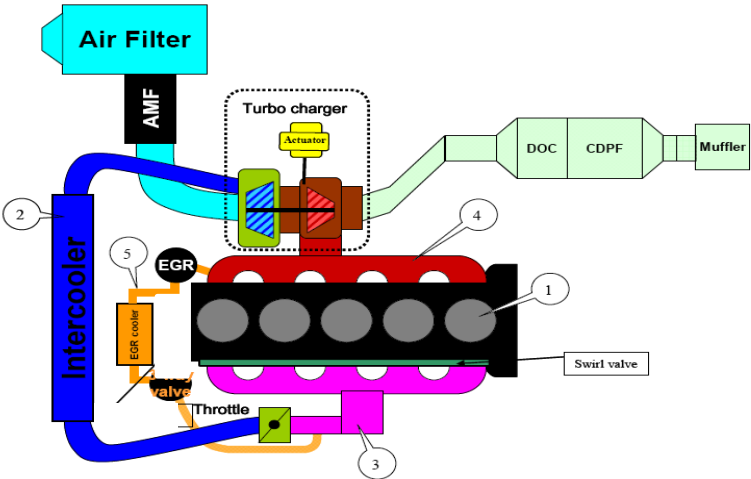 Air Filter
AMF
Turbo charger
Actuator
DOC
CDPF
Muffler
2
4
5
EGR
1
Intercooler
EGR cooler
Swirl valve
valve
Throttle
3